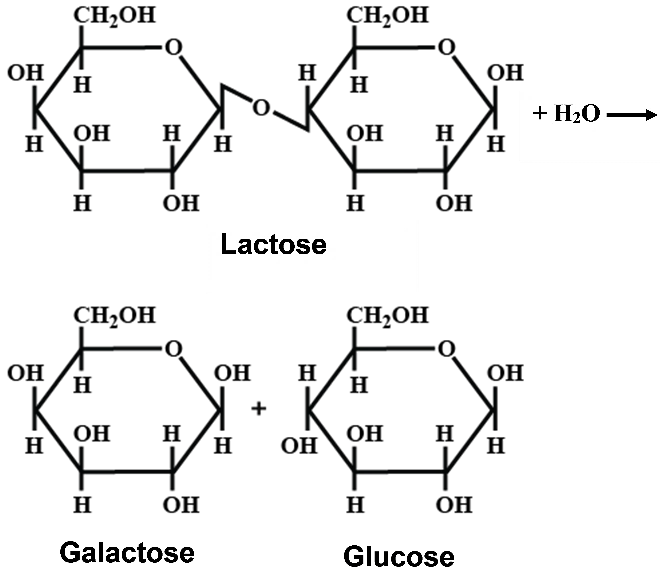 CH₂OH CH₂OH
O O
OH H OH
H H
OH H O OH H + H₂O
H H H
H OH H OH
Lactose
CH₂OH CH₂OH
O O
OH OH H OH
H H
OH H + OH H
H H OH H
H OH H OH
Galactose Glucose